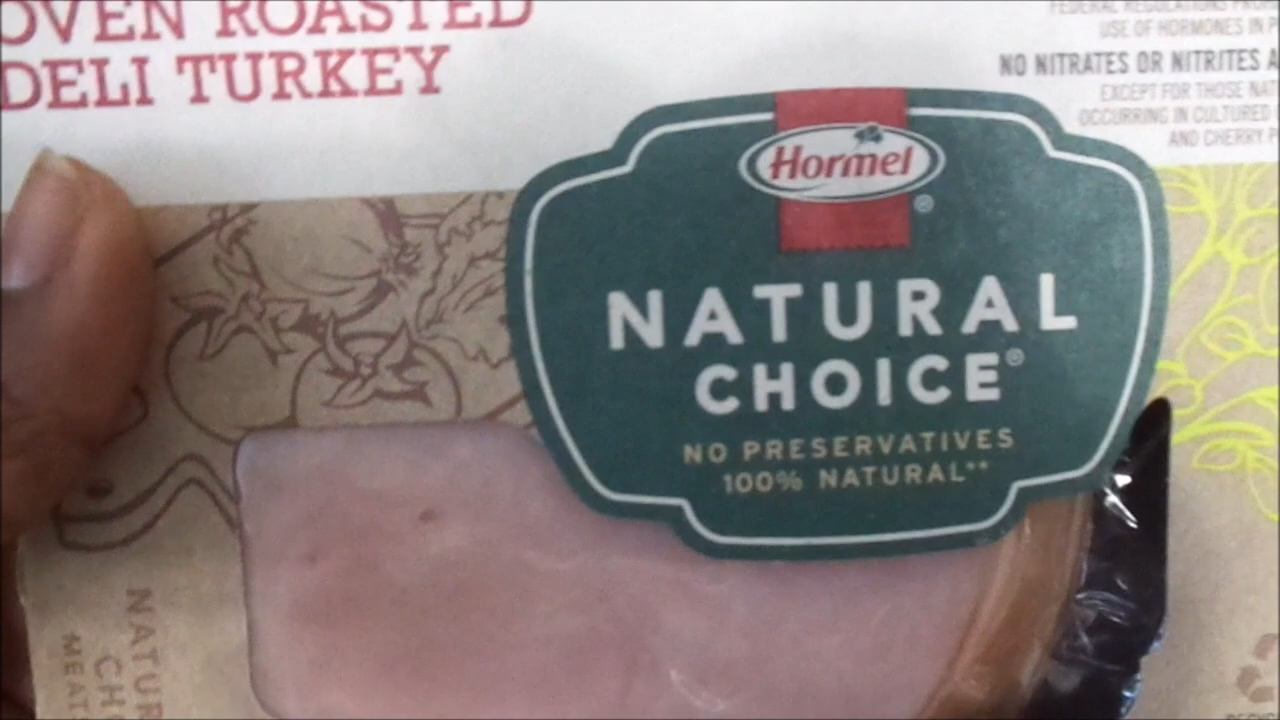 OVEN ROASTED
DELI TURKEY
FEDERAL REGULATIONS
USE OF HORMONES IN P
NO NITRATES OR NITRITES A
EXCEPT FOR THOSE NAT
OCCURRING IN CULTURED
AND CHERRY P
Hormel
®
NATURAL
CHOICE®
NO PRESERVATIVES
100% NATURAL**
NATUR
CHO
MEAT